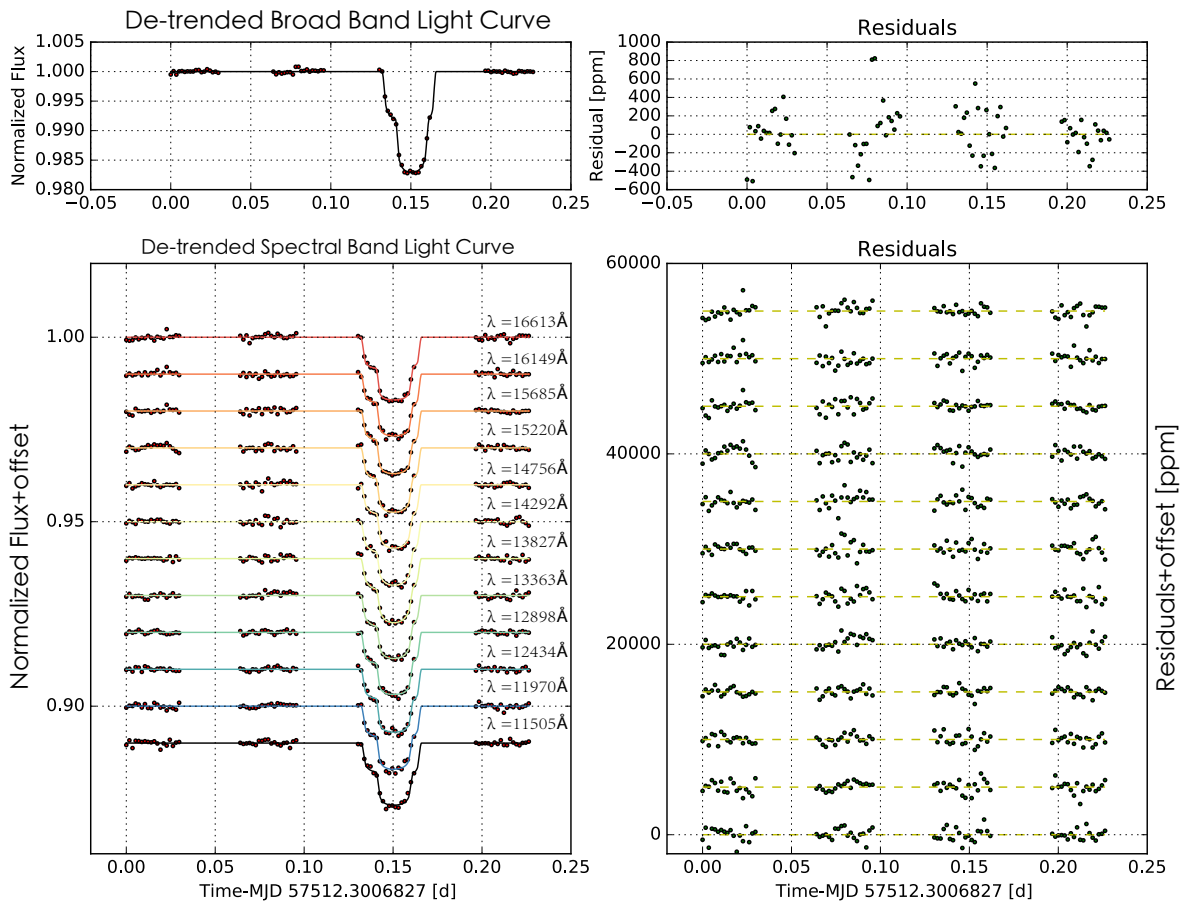 De-trended Broad Band Light Curve
Normalized Flux
1.005
1.000
0.995
0.990
0.985
0.980
−0.05 0.00 0.05 0.10 0.15 0.20 0.25
Residuals
Residual [ppm]
1000
800
600
400
200
0
−200
−400
−600
−0.05 0.00 0.05 0.10 0.15 0.20 0.25
De-trended Spectral Band Light Curve
Normalized Flux+offset
1.00
0.95
0.90
λ =16613Å
λ =16149Å
λ =15685Å
λ =15220Å
λ =14756Å
λ =14292Å
λ =13827Å
λ =13363Å
λ =12898Å
λ =12434Å
λ =11970Å
λ =11505Å
0.00 0.05 0.10 0.15 0.20 0.25
Time-MJD 57512.3006827 [d]
Residuals
60000
40000
20000
0
Residuals+offset [ppm]
0.00 0.05 0.10 0.15 0.20 0.25
Time-MJD 57512.3006827 [d]